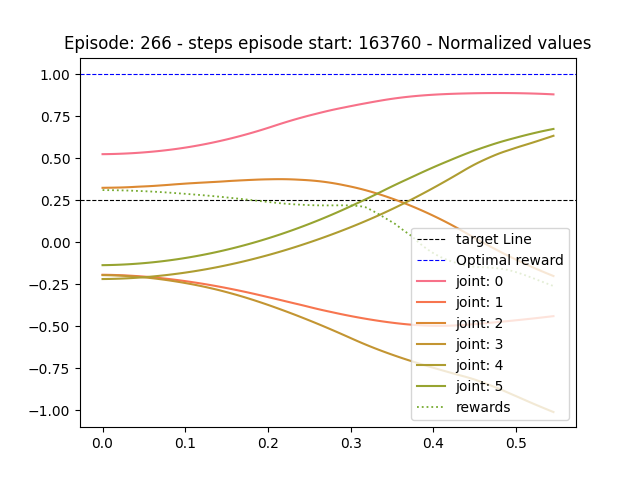 Episode: 266 - steps episode start: 163760 - Normalized values
1.00
0.75
0.50
0.25
0.00
−0.25
−0.50
−0.75
−1.00
target Line
Optimal reward
joint: 0
joint: 1
joint: 2
joint: 3
joint: 4
joint: 5
rewards
0.0 0.1 0.2 0.3 0.4 0.5